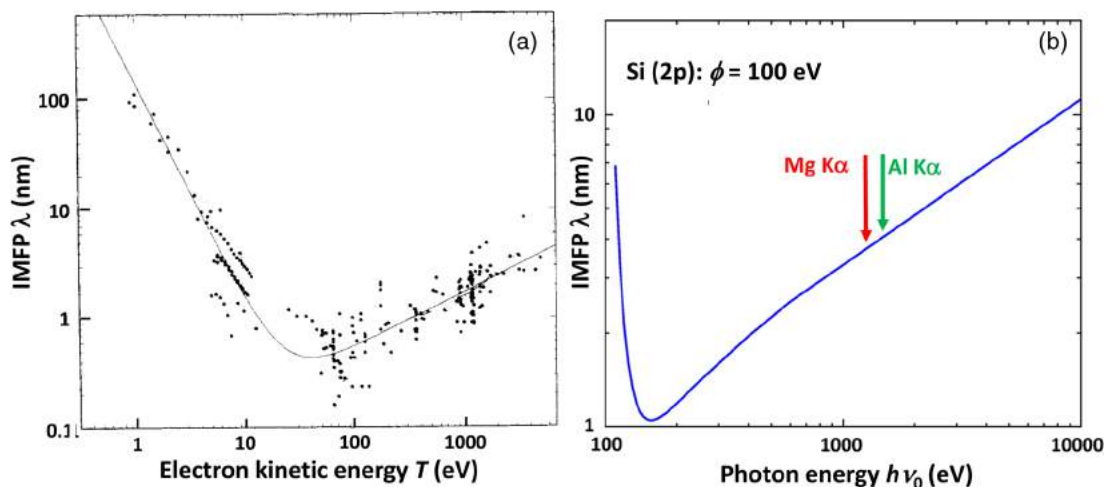 (a)
100
10
1
0.1
IMFP λ (nm)
1
10
100
1000
Electron kinetic energy T (eV)
(b)
Si (2p): ϕ = 100 eV
Mg Kα
Al Kα
10
1
IMFP λ (nm)
100
1000
10000
Photon energy hν₀ (eV)